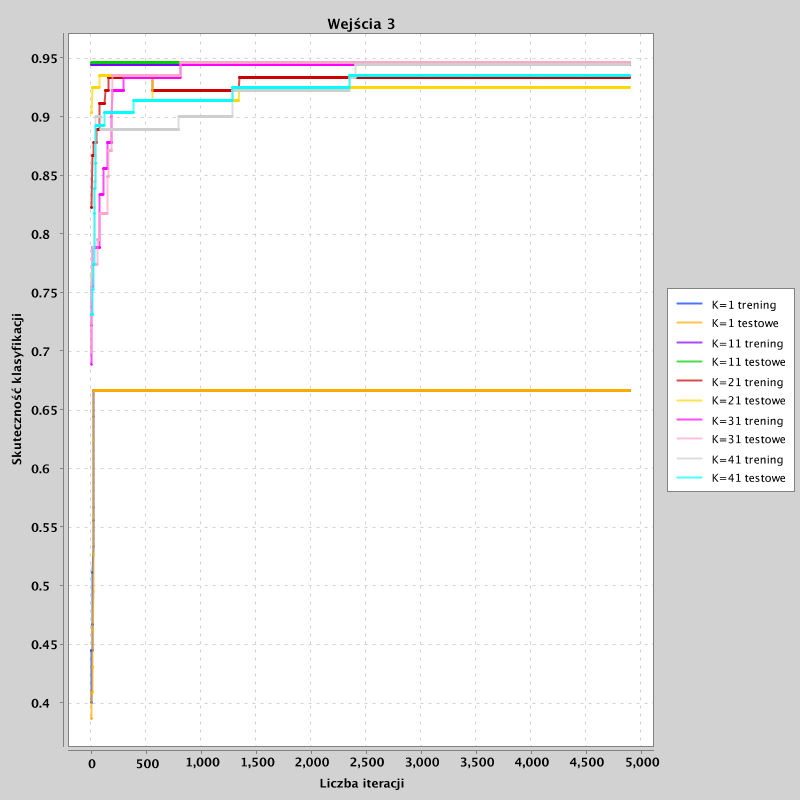 Wejścia 3
Skuteczność klasyfikacji
0.95
0.9
0.85
0.8
0.75
0.7
0.65
0.6
0.55
0.5
0.45
0.4
0 500 1,000 1,500 2,000 2,500 3,000 3,500 4,000 4,500 5,000
Liczba iteracji
K=1 trening
K=1 testowe
K=11 trening
K=11 testowe
K=21 trening
K=21 testowe
K=31 trening
K=31 testowe
K=41 trening
K=41 testowe